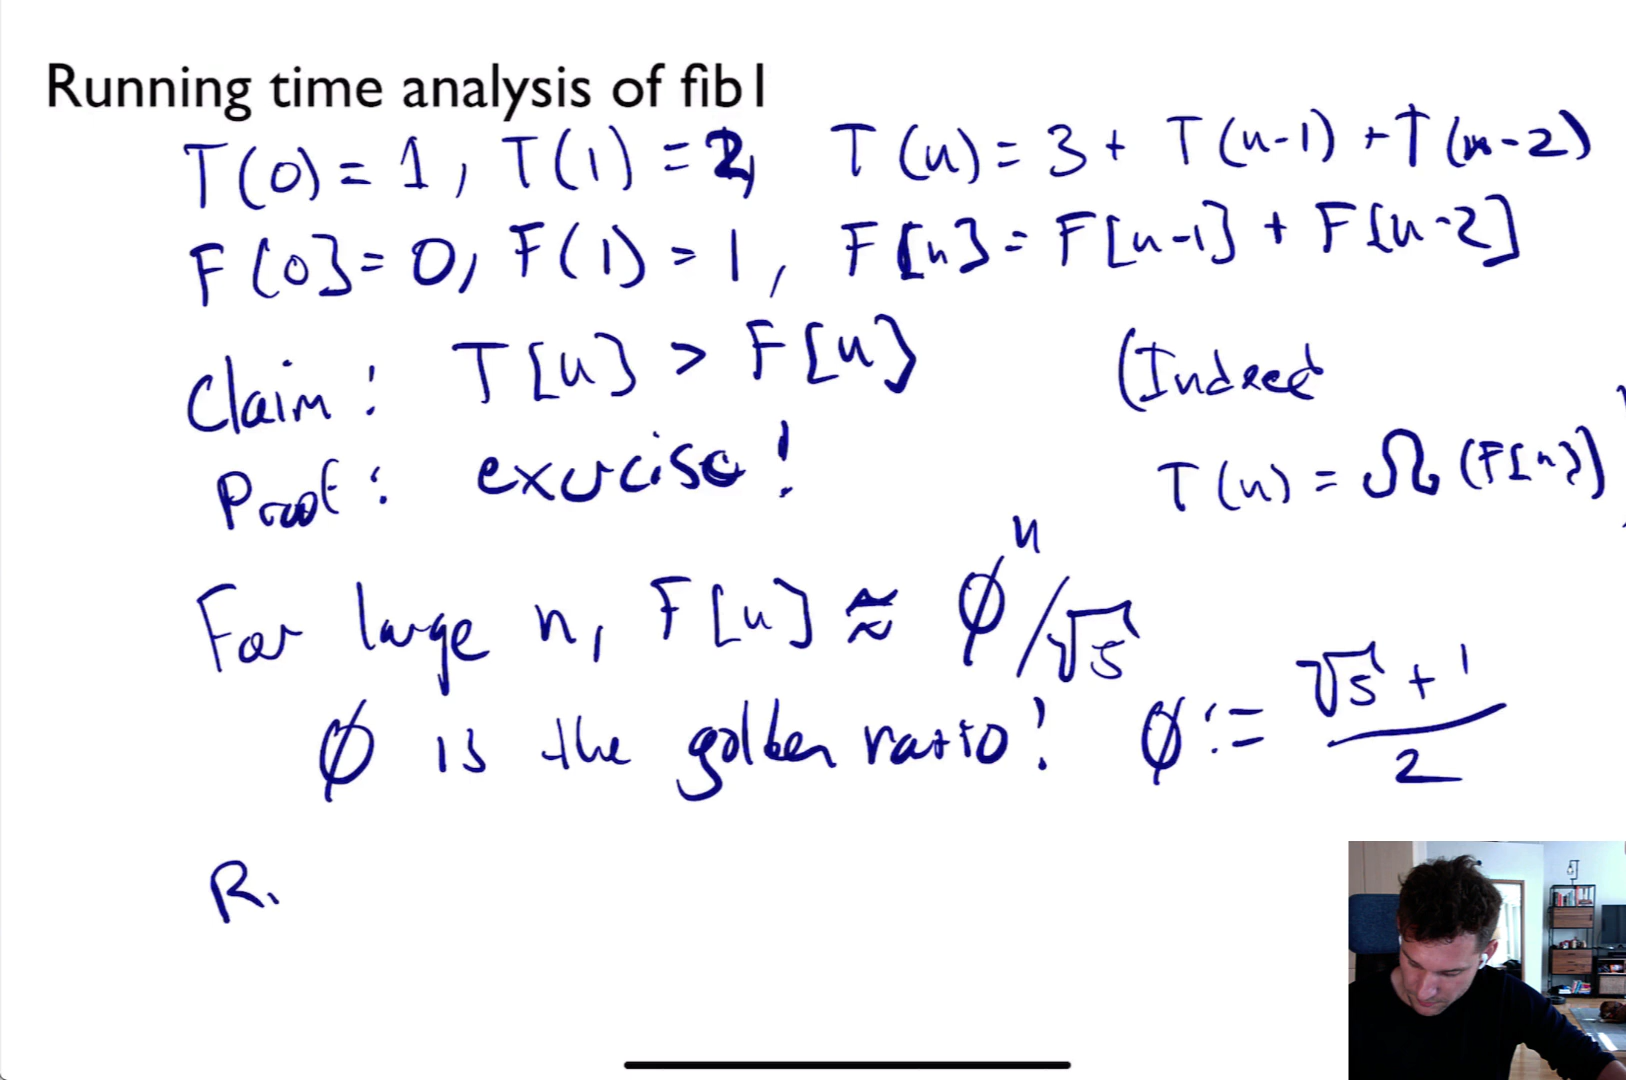 Running time analysis of fib1
T(0) = 1, T(1) = 2, T(n) = 3 + T(n-1) + T(n-2)
F[0] = 0, F(1) = 1, F[n] = F[n-1] + F[n-2]
Claim: T[n] > F[n] (Indeed
Proof: exercise! T(n) = Ω(F[n]))
For large n, F[n] ≈ φⁿ/√5
φ is the golden ratio! φ := (√5 + 1)/2
R